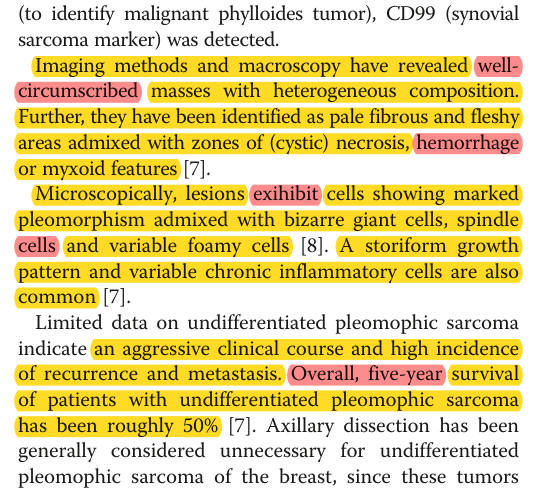 (to identify malignant phylloides tumor), CD99 (synovial
sarcoma marker) was detected.
Imaging methods and macroscopy have revealed well-
circumscribed masses with heterogeneous composition.
Further, they have been identified as pale fibrous and fleshy
areas admixed with zones of (cystic) necrosis, hemorrhage
or myxoid features [7].
Microscopically, lesions exihibit cells showing marked
pleomorphism admixed with bizarre giant cells, spindle
cells and variable foamy cells [8]. A storiform growth
pattern and variable chronic inflammatory cells are also
common [7].
Limited data on undifferentiated pleomophic sarcoma
indicate an aggressive clinical course and high incidence
of recurrence and metastasis. Overall, five-year survival
of patients with undifferentiated pleomophic sarcoma
has been roughly 50% [7]. Axillary dissection has been
generally considered unnecessary for undifferentiated
pleomophic sarcoma of the breast, since these tumors